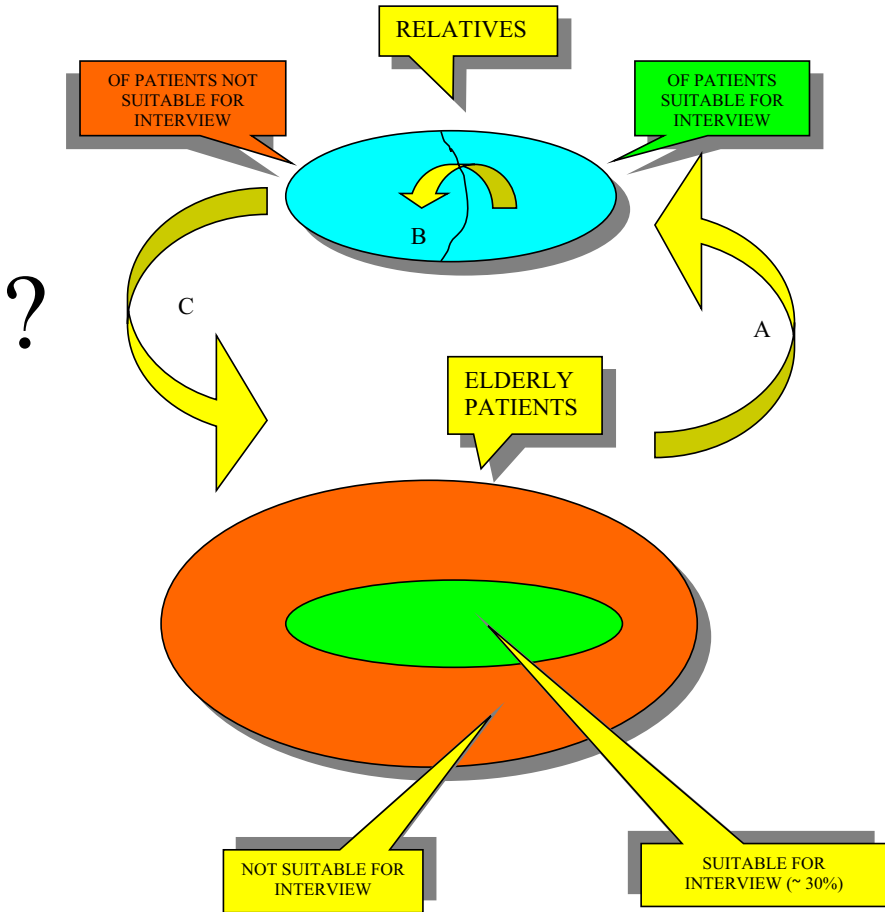 RELATIVES
OF PATIENTS NOT
SUITABLE FOR
INTERVIEW
OF PATIENTS
SUITABLE FOR
INTERVIEW
B
?
C
A
ELDERLY
PATIENTS
NOT SUITABLE FOR
INTERVIEW
SUITABLE FOR
INTERVIEW (~ 30%)